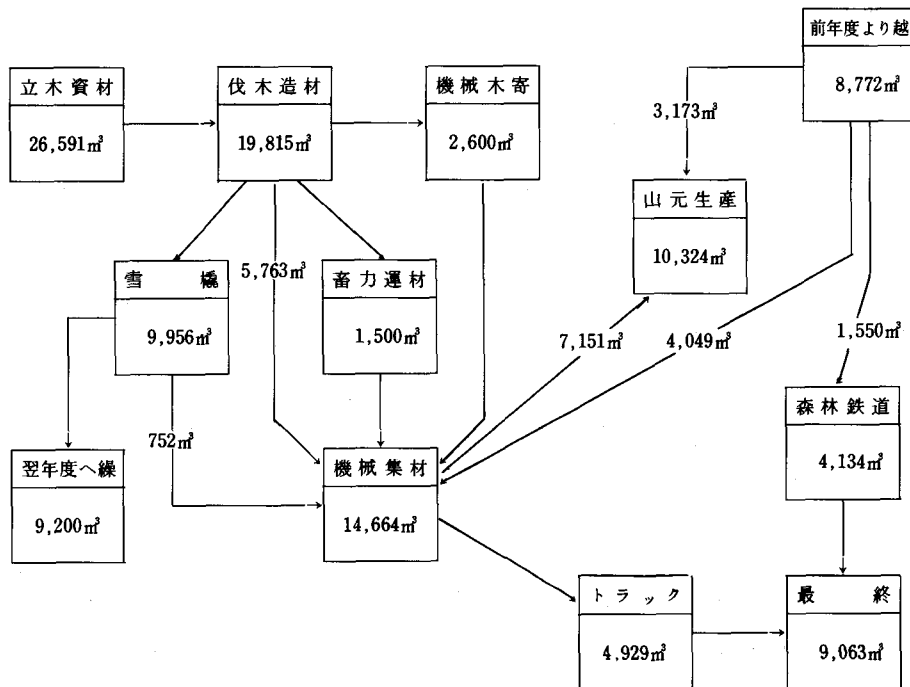 前年度より越
8,772㎥
立木資材
26,591㎥
伐木造材
19,815㎥
機械木寄
2,600㎥
3,173㎥
山元生産
10,324㎥
雪橇
9,956㎥
5,763㎥
畜力運材
1,500㎥
7,151㎥
4,049㎥
1,550㎥
752㎥
森林鉄道
4,134㎥
翌年度へ繰
9,200㎥
機械集材
14,664㎥
トラック
4,929㎥
最終
9,063㎥